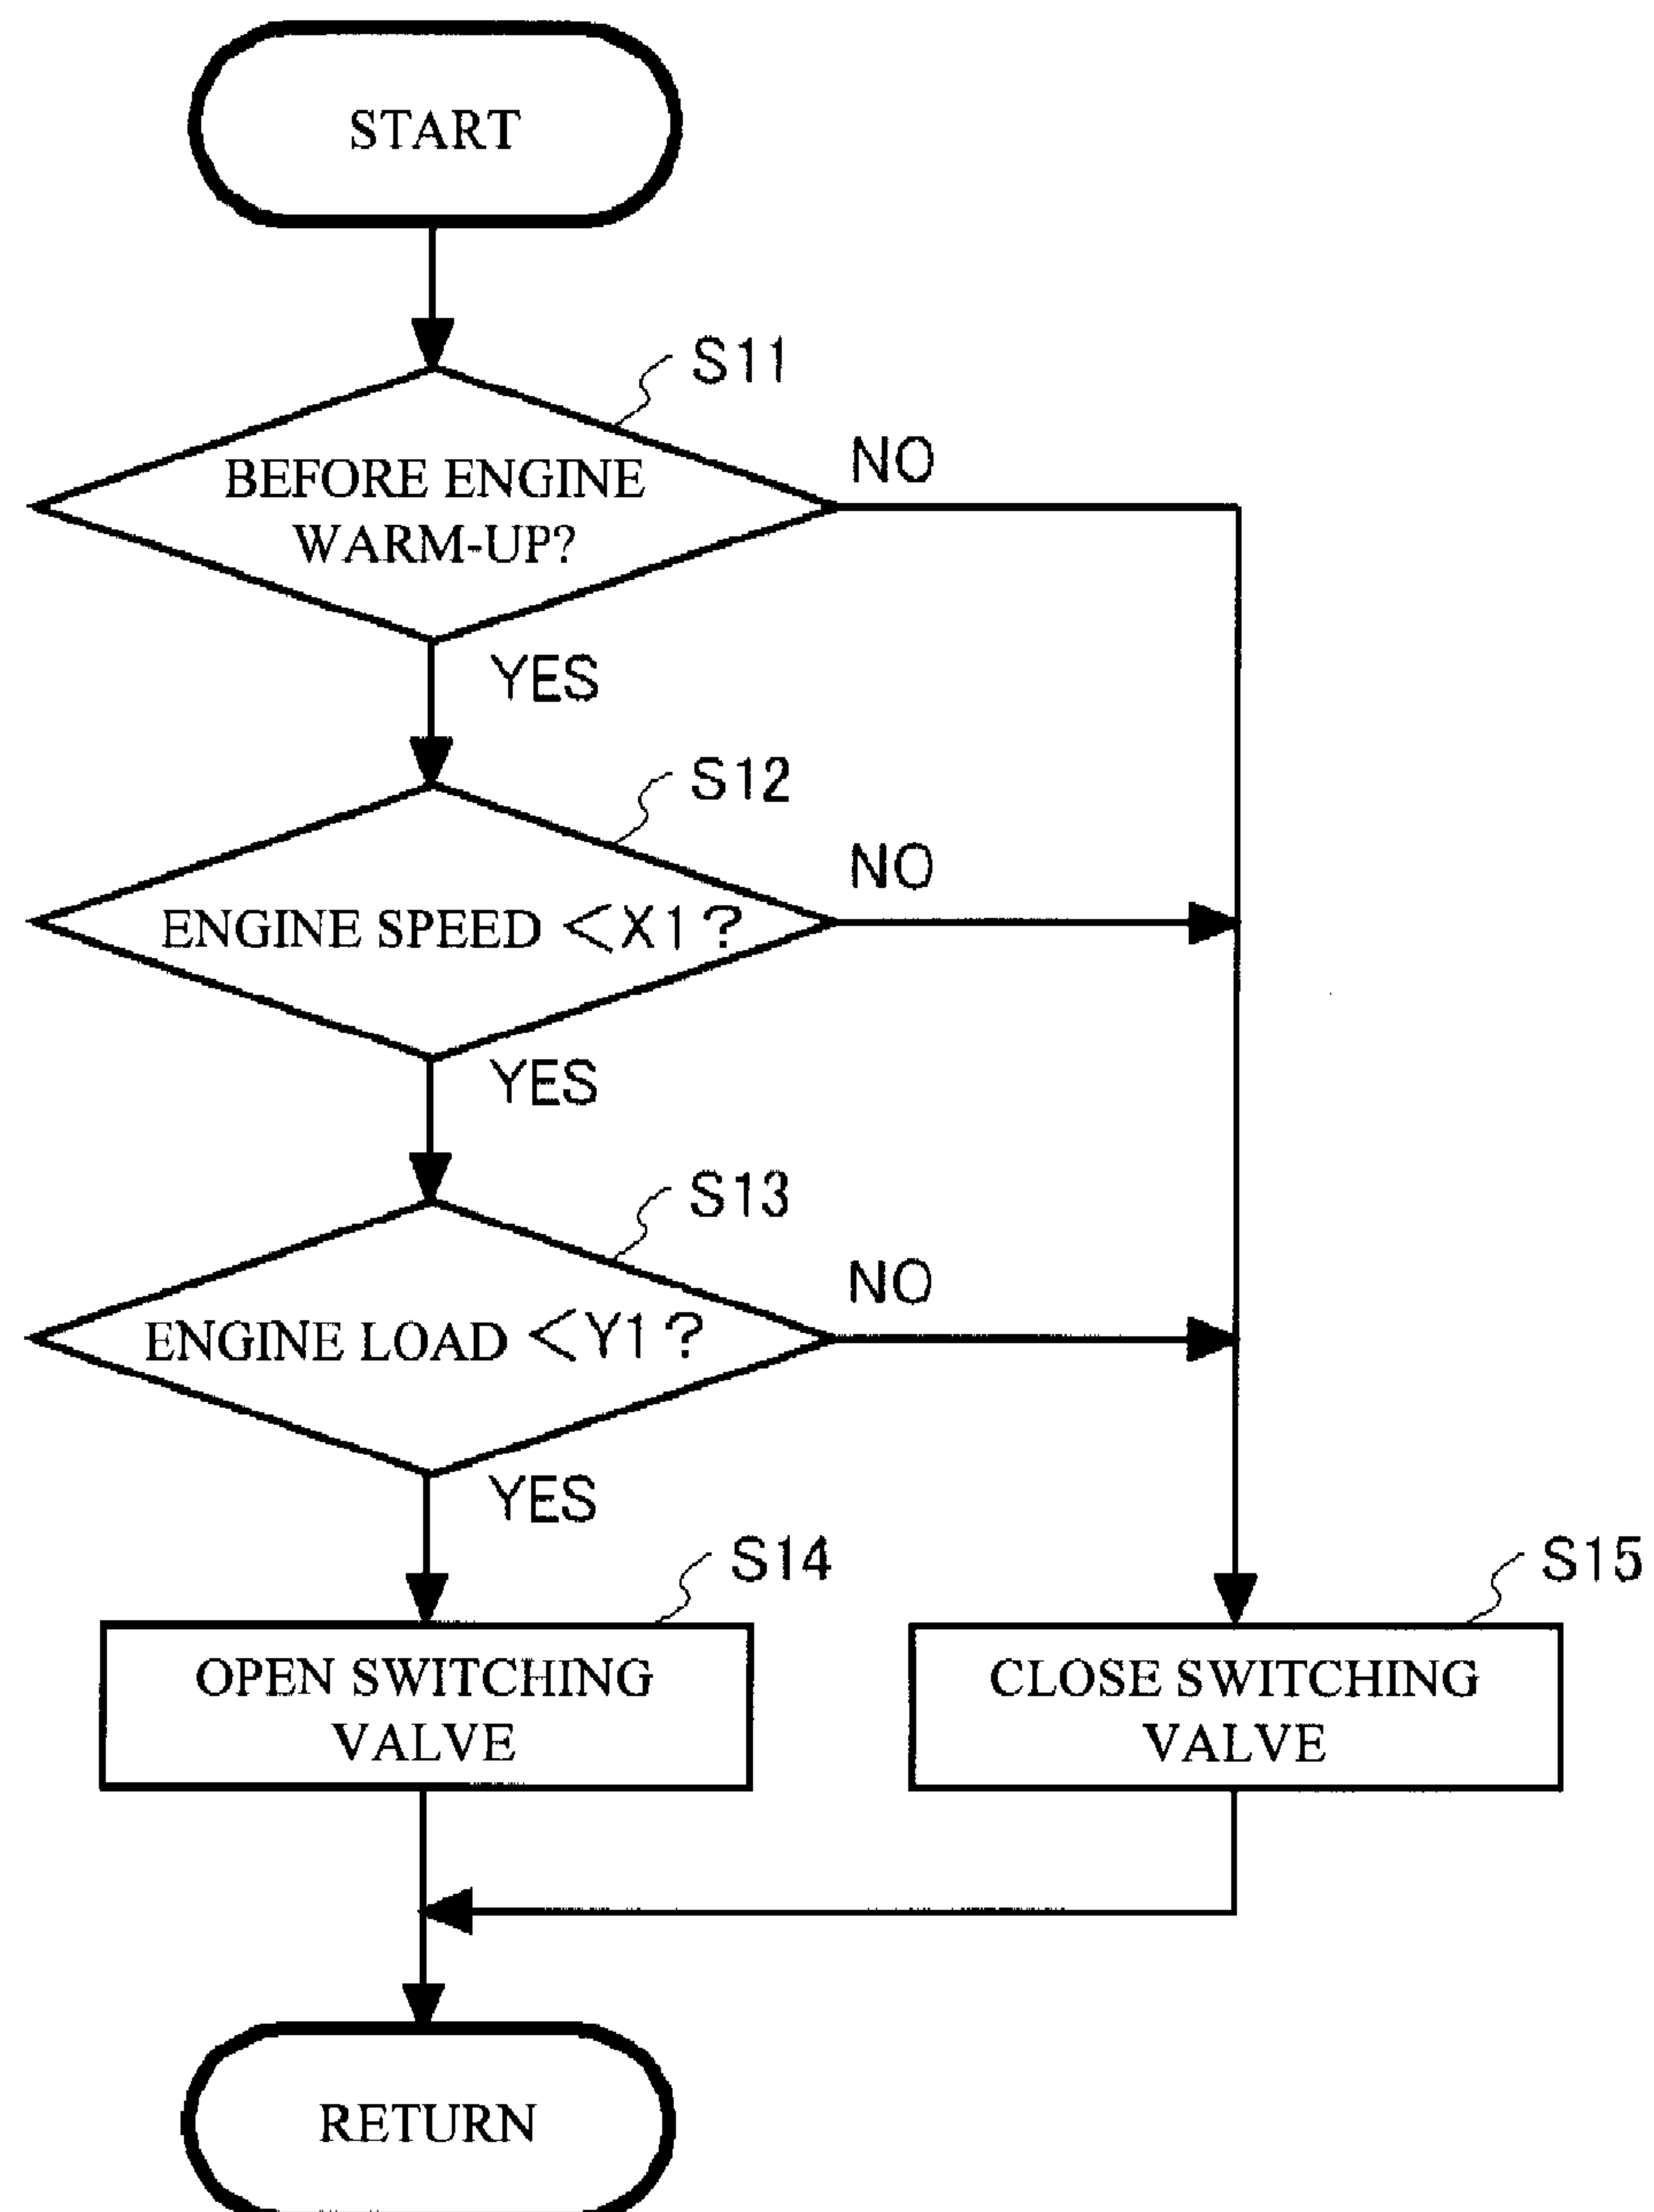 START
S11
BEFORE ENGINE
WARM-UP?
NO
YES
S12
ENGINE SPEED <X1?
NO
YES
S13
ENGINE LOAD <Y1?
NO
YES
S14
OPEN SWITCHING
VALVE
S15
CLOSE SWITCHING
VALVE
RETURN